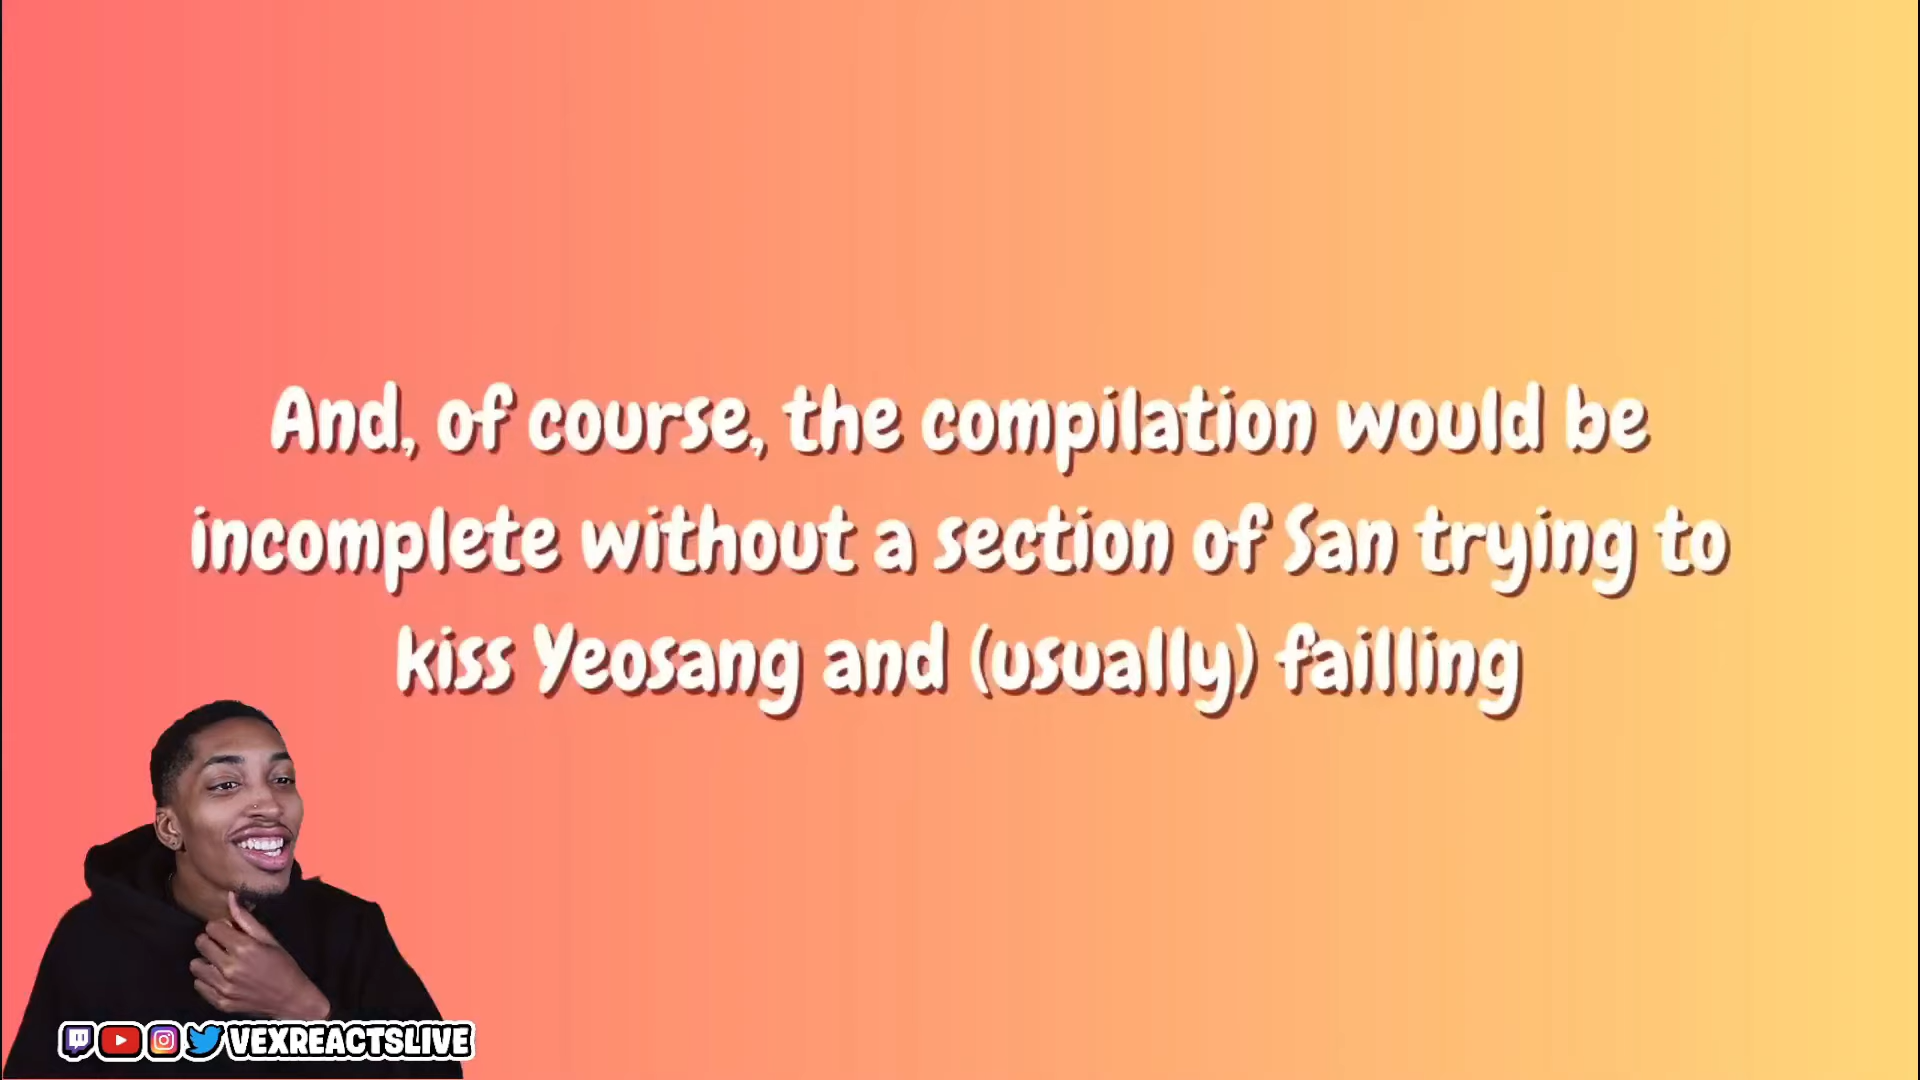 And, of course, the compilation would be
incomplete without a section of San trying to
kiss Yeosang and (usually) failling
VEXREACTSLIVE